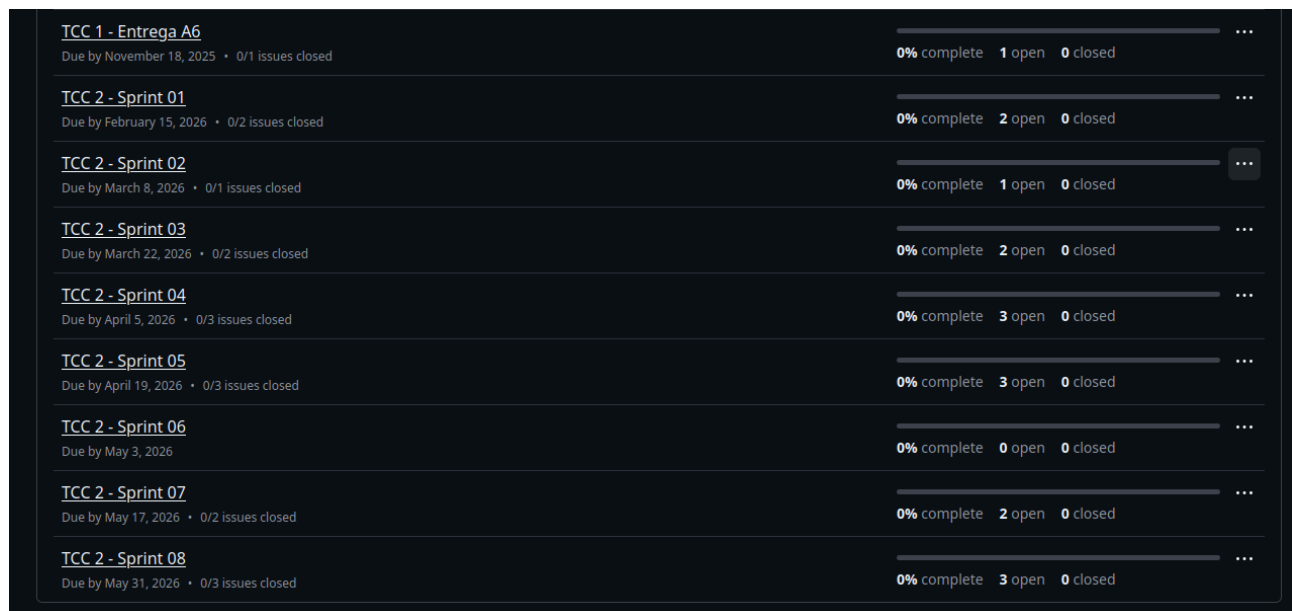 TCC 1 - Entrega A6
Due by November 18, 2025 • 0/1 issues closed
0% complete 1 open 0 closed
TCC 2 - Sprint 01
Due by February 15, 2026 • 0/2 issues closed
0% complete 2 open 0 closed
TCC 2 - Sprint 02
Due by March 8, 2026 • 0/1 issues closed
0% complete 1 open 0 closed
TCC 2 - Sprint 03
Due by March 22, 2026 • 0/2 issues closed
0% complete 2 open 0 closed
TCC 2 - Sprint 04
Due by April 5, 2026 • 0/3 issues closed
0% complete 3 open 0 closed
TCC 2 - Sprint 05
Due by April 19, 2026 • 0/3 issues closed
0% complete 3 open 0 closed
TCC 2 - Sprint 06
Due by May 3, 2026
0% complete 0 open 0 closed
TCC 2 - Sprint 07
Due by May 17, 2026 • 0/2 issues closed
0% complete 2 open 0 closed
TCC 2 - Sprint 08
Due by May 31, 2026 • 0/3 issues closed
0% complete 3 open 0 closed